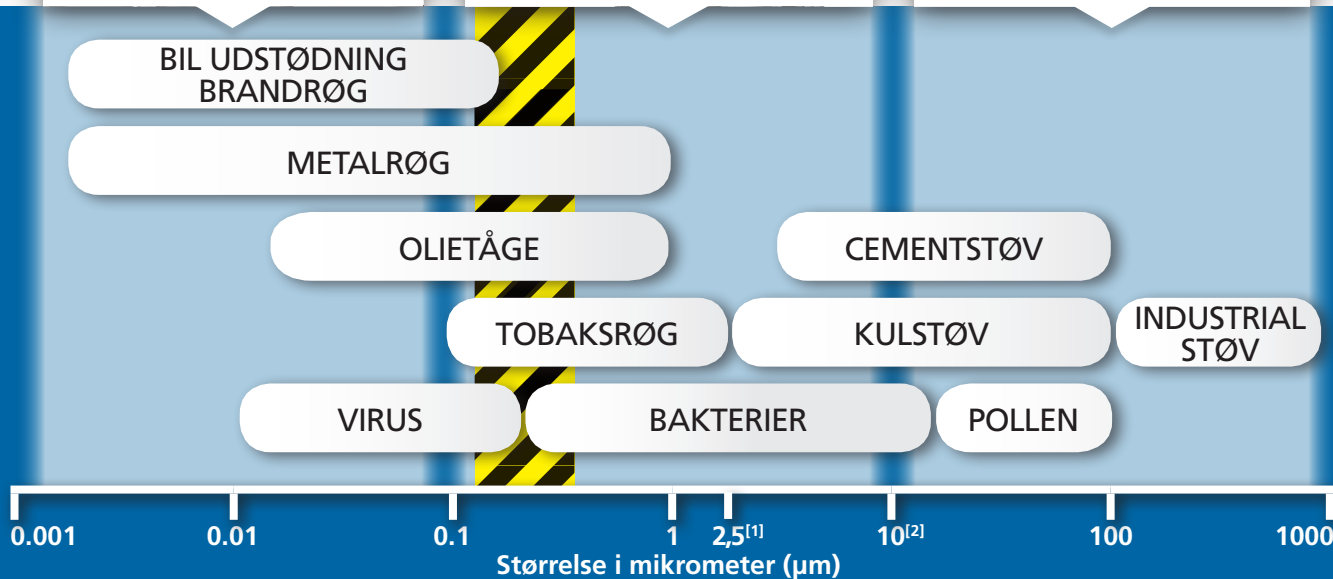 BIL UDSTØDNING
BRANDRØG
METALRØG
OLIETÅGE
CEMENTSTØV
TOBAKSRØG
KULSTØV
INDUSTRIAL
STØV
VIRUS
BAKTERIER
POLLEN
0.001 0.01 0.1 1 2,5[1] 10[2] 100 1000
Størrelse i mikrometer (µm)